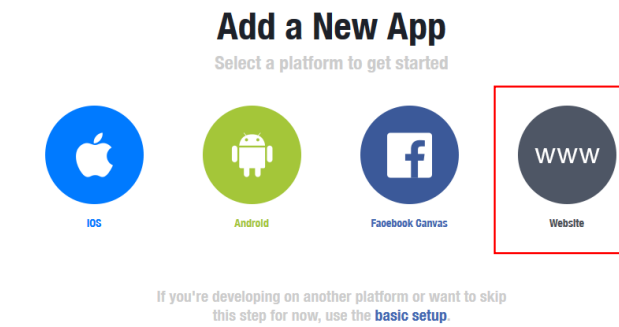 Add a New App
Select a platform to get started
f
WWW
iOS
Android
Facebook Canvas
Website
If you're developing on another platform or want to skip
this step for now, use the basic setup.